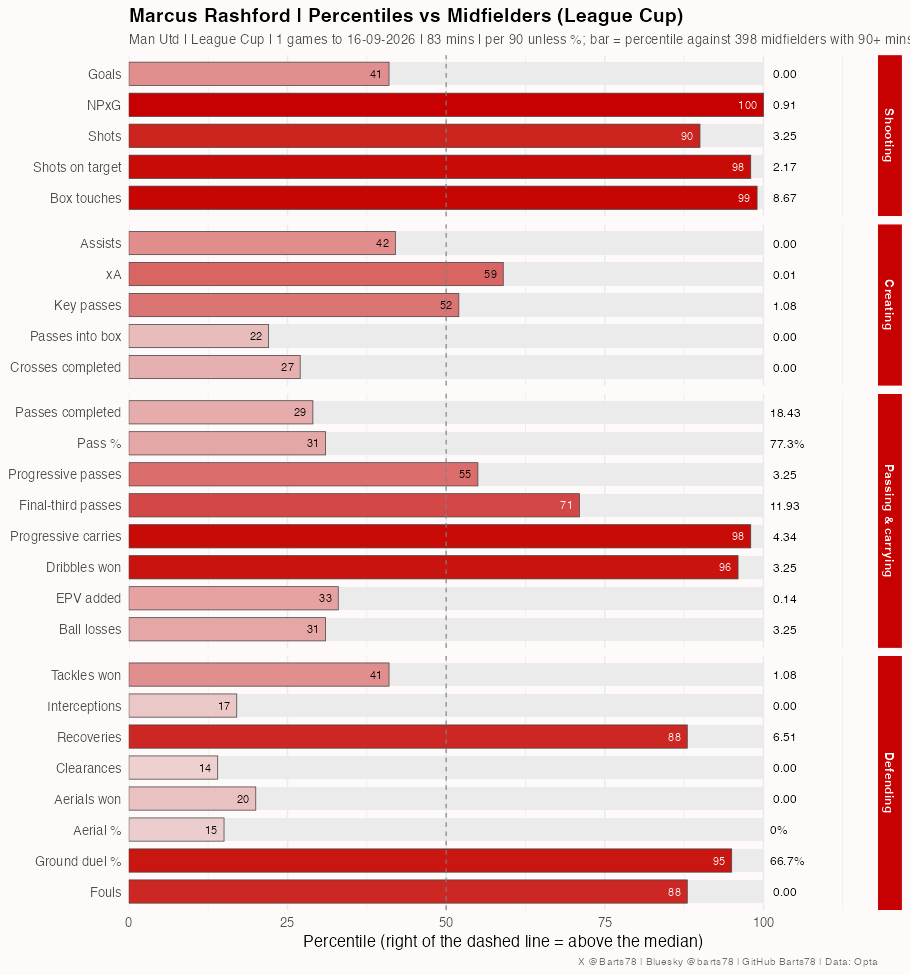 Marcus Rashford | Percentiles vs Midfielders (League Cup)
Man Utd | League Cup | 1 games to 16-09-2026 | 83 mins | per 90 unless %; bar = percentile against 398 midfielders with 90+ mins
Goals 41 0.00
NPxG 100 0.91
Shots 90 3.25
Shots on target 98 2.17
Box touches 99 8.67
Shooting
Assists 42 0.00
xA 59 0.01
Key passes 52 1.08
Passes into box 22 0.00
Crosses completed 27 0.00
Creating
Passes completed 29 18.43
Pass % 31 77.3%
Progressive passes 55 3.25
Final-third passes 71 11.93
Progressive carries 98 4.34
Dribbles won 96 3.25
EPV added 33 0.14
Ball losses 31 3.25
Passing & carrying
Tackles won 41 1.08
Interceptions 17 0.00
Recoveries 88 6.51
Clearances 14 0.00
Aerials won 20 0.00
Aerial % 15 0%
Ground duel % 95 66.7%
Fouls 88 0.00
Defending
0 25 50 75 100
Percentile (right of the dashed line = above the median)
X @Barts78 | Bluesky @barts78 | GitHub Barts78 | Data: Opta